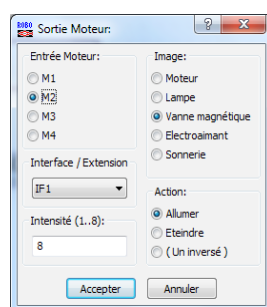 ROBO Sortie Moteur:
Entrée Moteur:
M1
M2
M3
M4
Interface / Extension
IF1
Intensité (1..8):
8
Image:
Moteur
Lampe
Vanne magnétique
Electroaimant
Sonnerie
Action:
Allumer
Eteindre
( Un inversé )
Accepter
Annuler